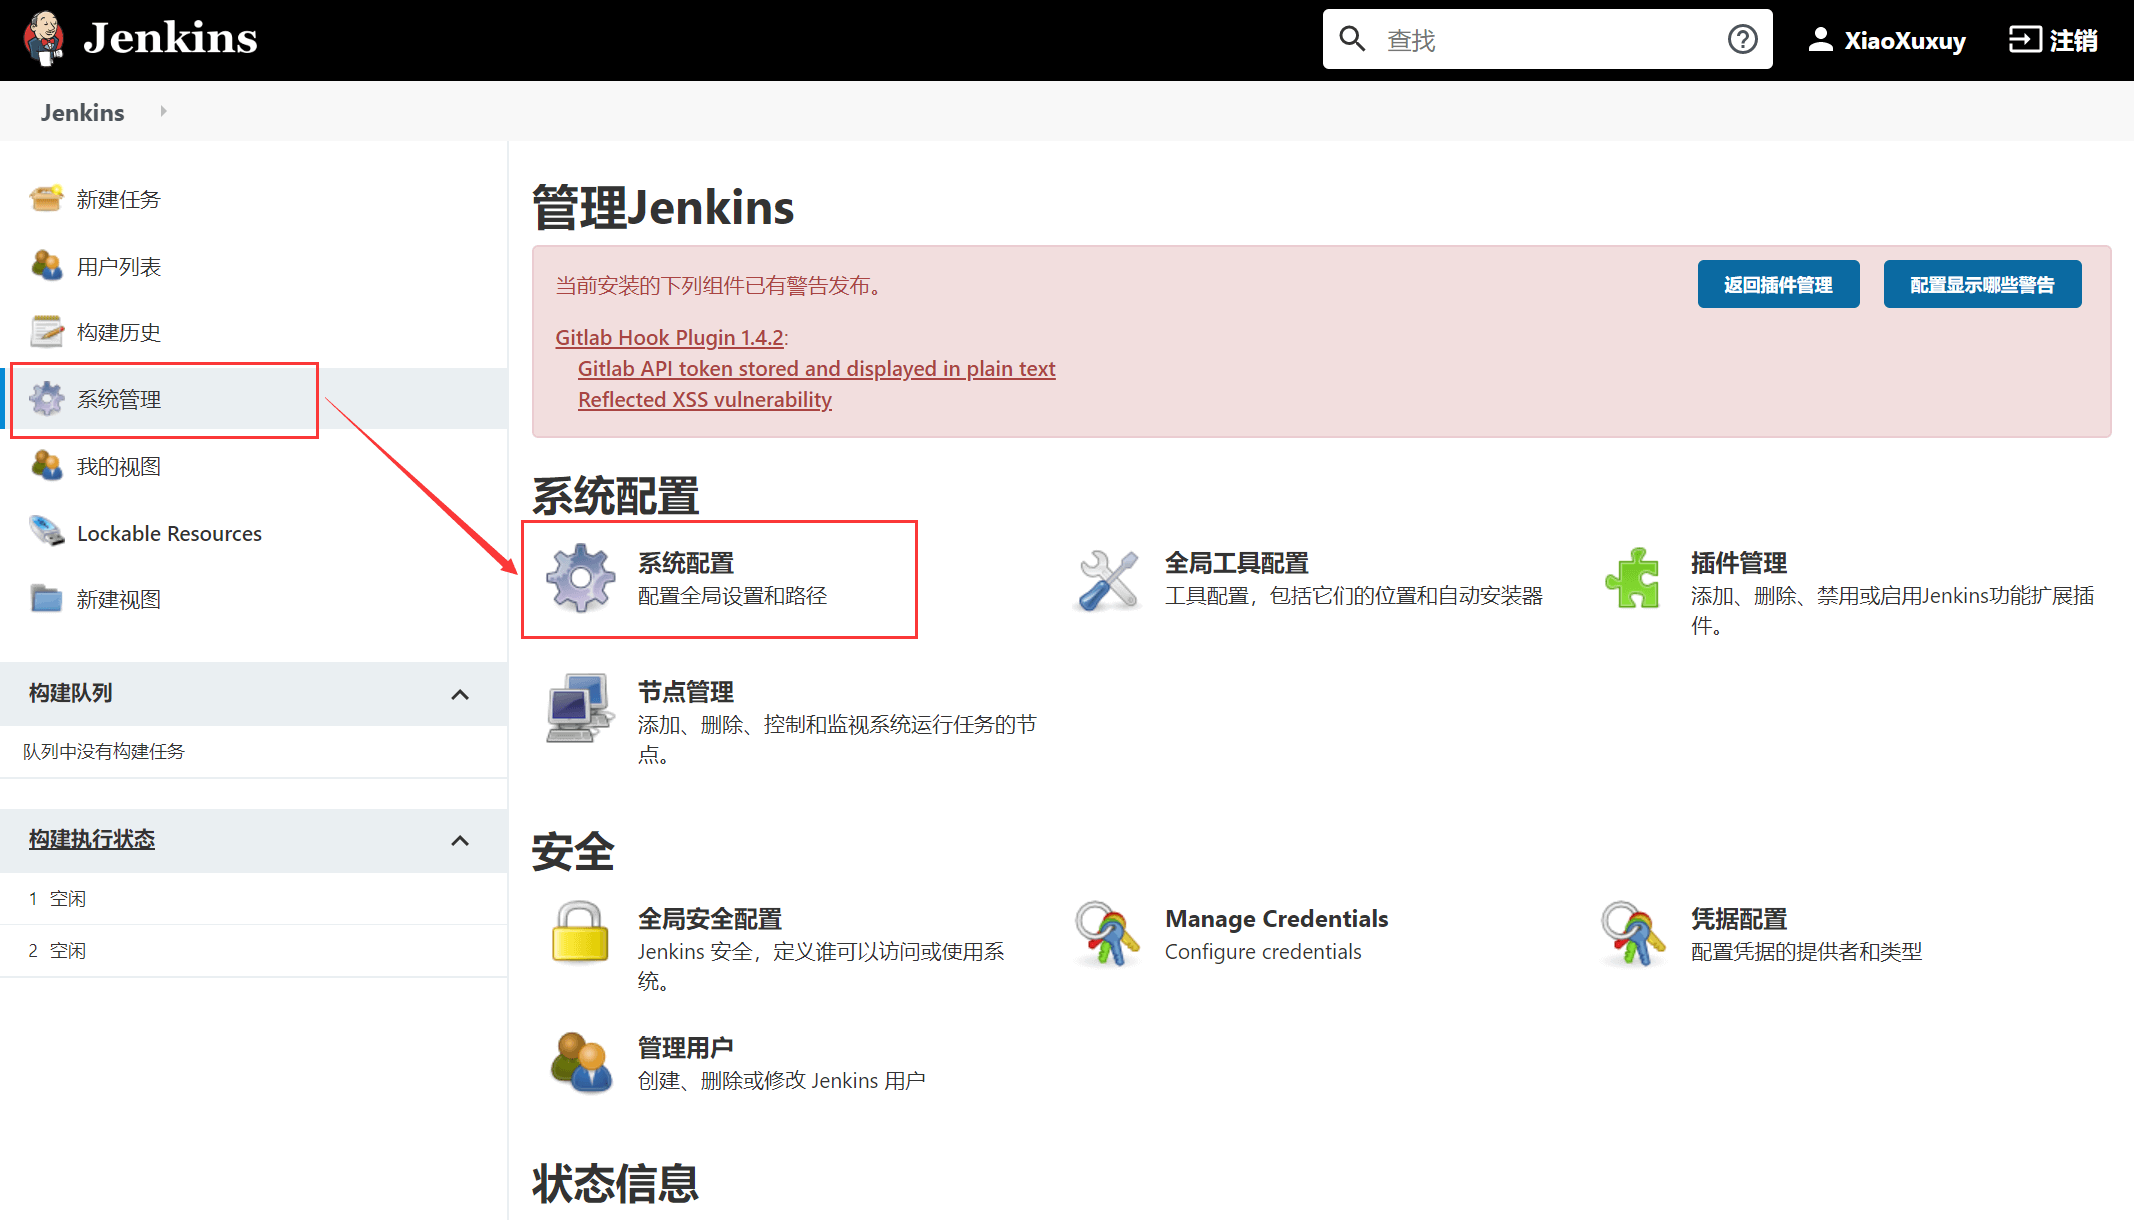 Jenkins
查找
XiaoXuxuy
注销
Jenkins
新建任务
用户列表
构建历史
系统管理
我的视图
Lockable Resources
新建视图
构建队列
队列中没有构建任务
构建执行状态
1 空闲
2 空闲
管理Jenkins
当前安装的下列组件已有警告发布。
返回插件管理
配置显示哪些警告
Gitlab Hook Plugin 1.4.2:
Gitlab API token stored and displayed in plain text
Reflected XSS vulnerability
系统配置
系统配置
配置全局设置和路径
全局工具配置
工具配置，包括它们的位置和自动安装器
插件管理
添加、删除、禁用或启用Jenkins功能扩展插
件。
节点管理
添加、删除、控制和监视系统运行任务的节
点。
安全
全局安全配置
Jenkins 安全，定义谁可以访问或使用系
统。
Manage Credentials
Configure credentials
凭据配置
配置凭据的提供者和类型
管理用户
创建、删除或修改 Jenkins 用户
状态信息